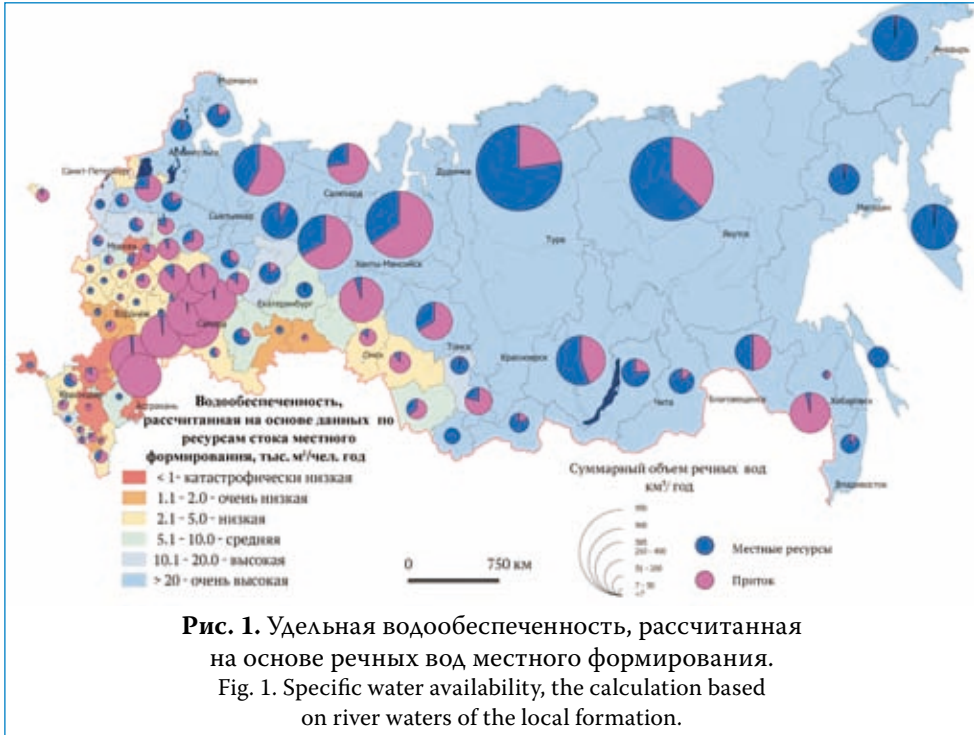 Мурманск
Анадырь
Архангельск
Санкт-Петербург
Салехард
Дудинка
Магадан
Сыктывкар
Москва
Тура
Якутск
Ханты-Мансийск
Екатеринбург
Воронеж
Самара
Омск
Томск
Красноярск
Чита
Благовещенск
Хабаровск
Краснодар
Астрахань
Владивосток
Водообеспеченность,
рассчитанная на основе данных по
ресурсам стока местного
формирования, тыс. м³/чел. год
< 1- катастрофически низкая
1.1 - 2.0 - очень низкая
2.1 - 5.0 - низкая
5.1 - 10.0 - средняя
10.1 - 20.0 - высокая
> 20 - очень высокая
0 750 км
Суммарный объем речных вод
км³/ год
Местные ресурсы
Приток
Рис. 1. Удельная водообеспеченность, рассчитанная
на основе речных вод местного формирования.
Fig. 1. Specific water availability, the calculation based
on river waters of the local formation.